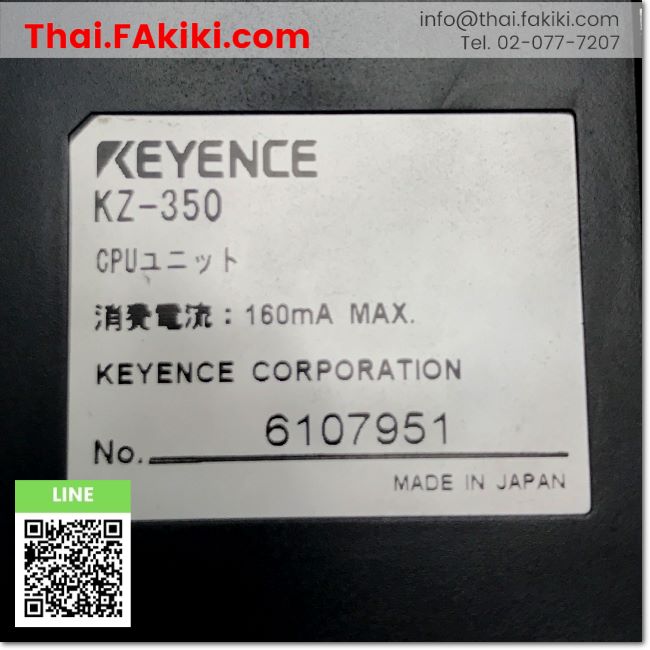 Thai.FAkiki.com
info@thai.fakiki.com
Tel. 02-077-7207
KEYENCE
KZ-350
CPUユニット
消費電流 : 160mA MAX.
KEYENCE CORPORATION
No. 6107951
MADE IN JAPAN
LINE